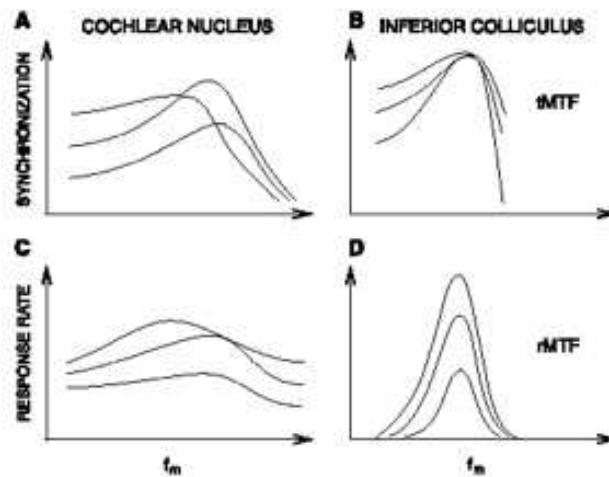 A COCHLEAR NUCLEUS
B INFERIOR COLLICULUS
SYNCHRONIZATION
tMTF
C
D
RESPONSE RATE
rMTF
fm
fm